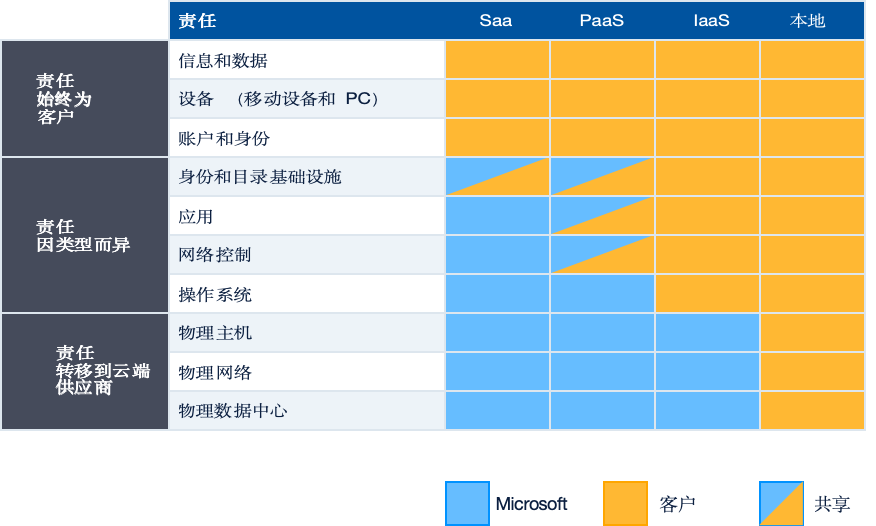 责任 Saa PaaS IaaS 本地
责任
始终为
客户
信息和数据
设备 （移动设备和 PC）
账户和身份
责任
因类型而异
身份和目录基础设施
应用
网络控制
操作系统
责任
转移到云端
供应商
物理主机
物理网络
物理数据中心
Microsoft 客户 共享